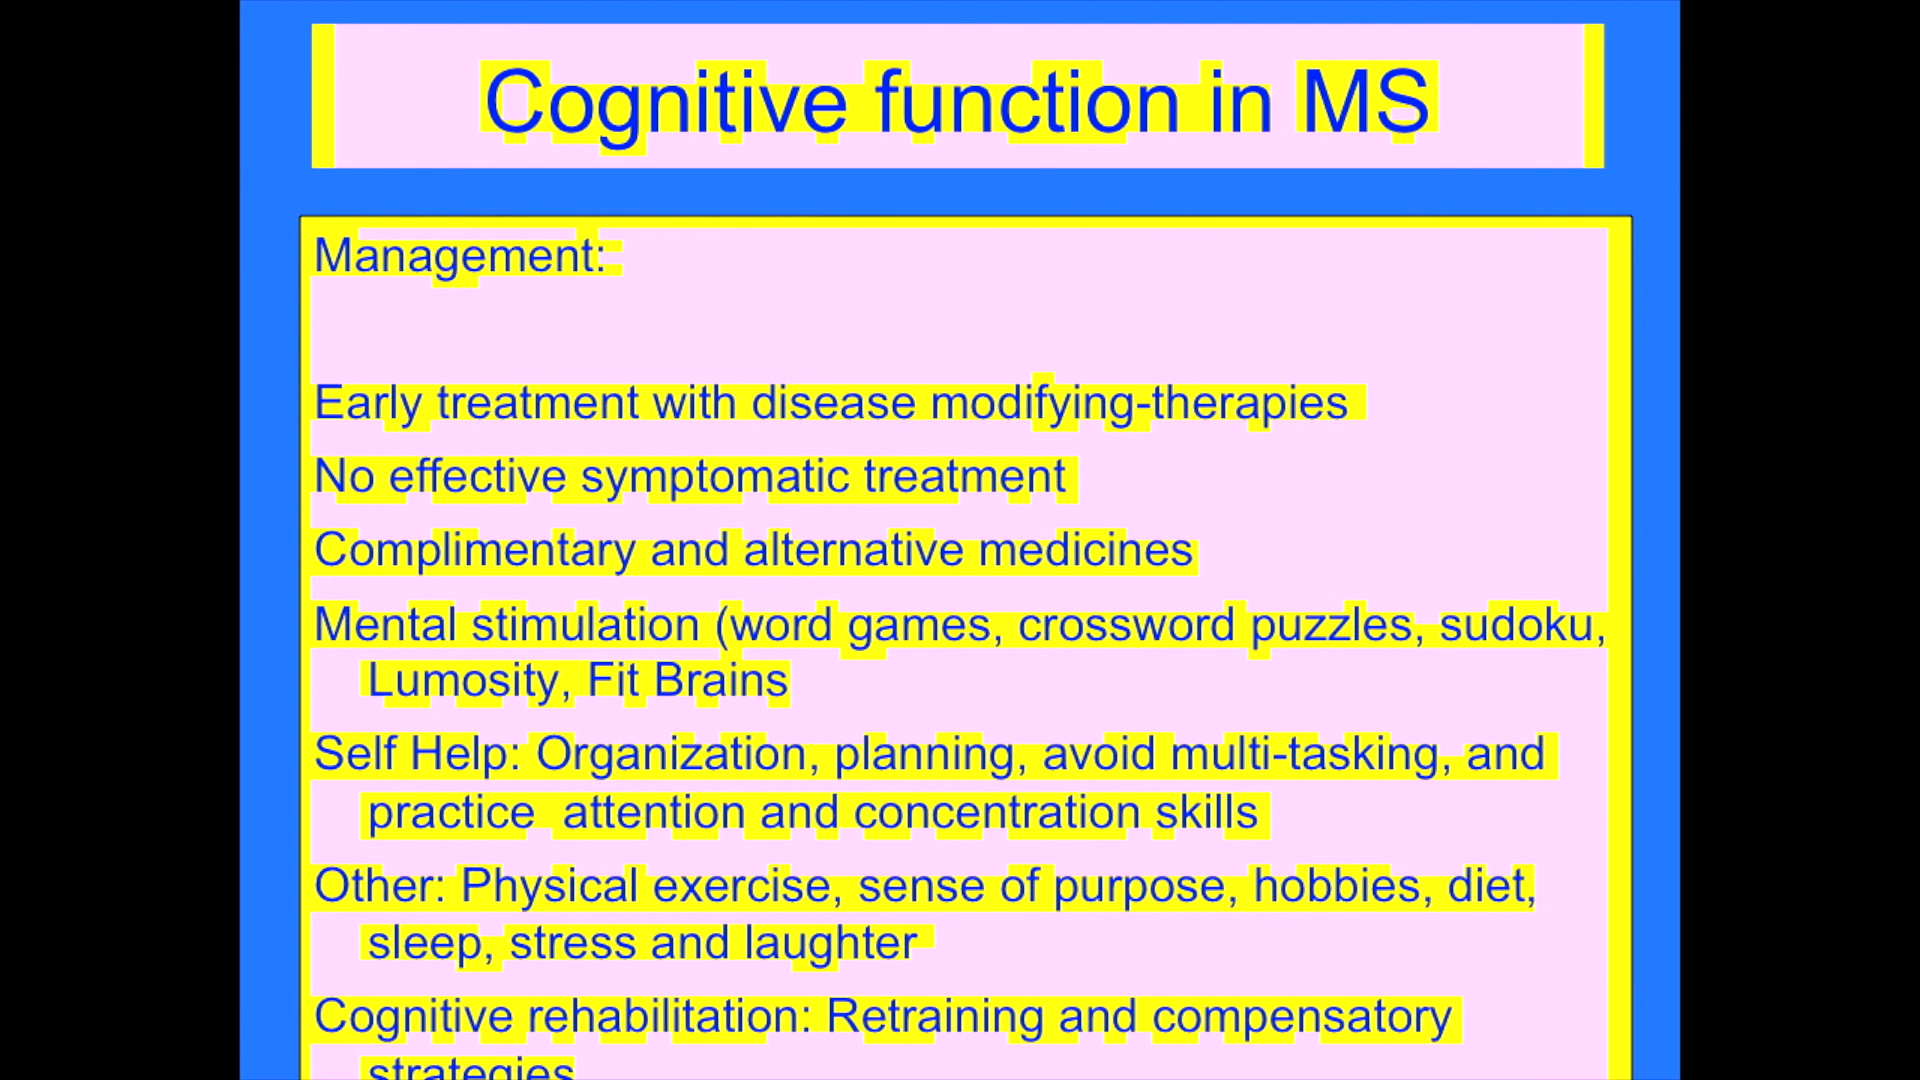 Cognitive function in MS
Management:
Early treatment with disease modifying-therapies
No effective symptomatic treatment
Complimentary and alternative medicines
Mental stimulation (word games, crossword puzzles, sudoku,
Lumosity, Fit Brains
Self Help: Organization, planning, avoid multi-tasking, and
practice  attention and concentration skills
Other: Physical exercise, sense of purpose, hobbies, diet,
sleep, stress and laughter
Cognitive rehabilitation: Retraining and compensatory
strategies